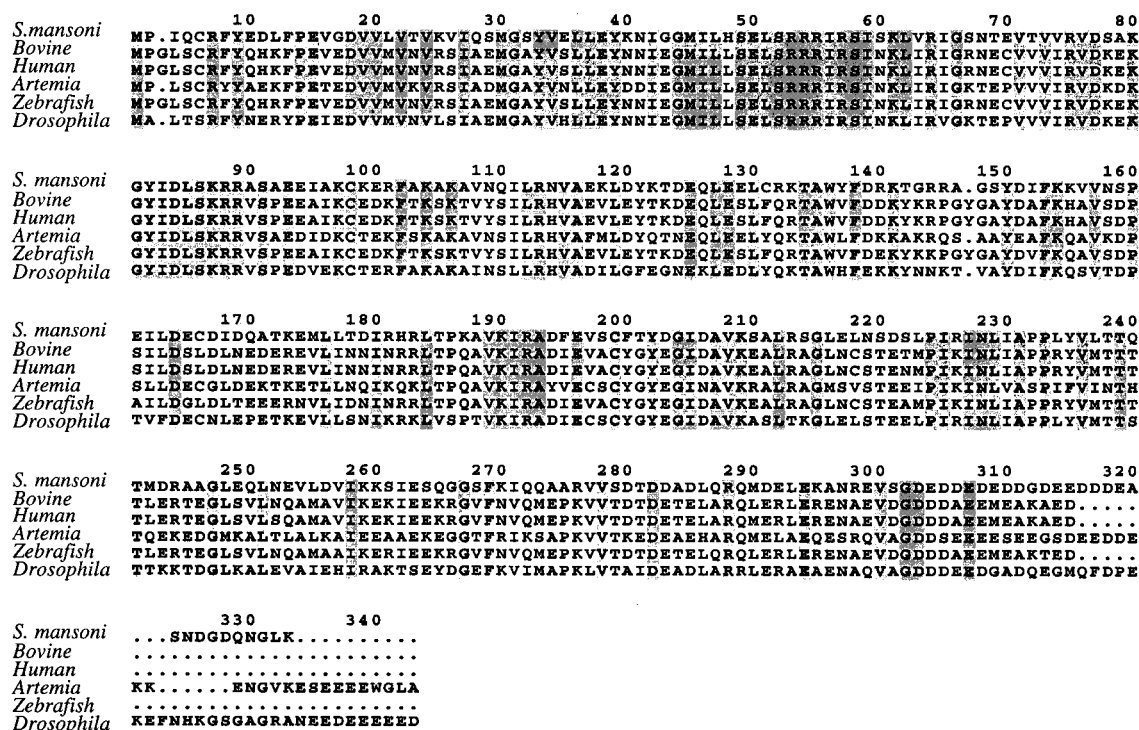 10 20 30 40 50 60 70 80
S.mansoni MP.IQCRFYEDLFPEVGDVVLVTVKVIQSMGSYVELLEYKNIGGMILHSELSRRRIRSISKLVRIGSNTEVTVVRVDSAK
Bovine MPGLSCRFYQHKFPEVEDVVMVNVRSIAEMGAYVSLLEYNNIEGMILLSELSRRRIRSINKLIRIGRNECVVVIRVDKEK
Human MPGLSCRFYQHKFPEVEDVVMVNVRSIAEMGAYVSLLEYNNIEGMILLSELSRRRIRSINKLIRIGRNECVVVIRVDKEK
Artemia MP.LSCRYYAEKFPETEDVVMVKVRSIADMGAYVNLLEYDDIEGMILLSELSRRRIRSINKLIRIGKTEPVVVIRVDKDK
Zebrafish MPGLSCRFYQHRFPEVEDVVMVNVRSIAEMGAYVSLLEYNNIEGMILLSELSRRRIRSINKLIRIGRNECVVVIRVDKEK
Drosophila MA.LTSRFYNERYPEIEDVVMVNVLSIAEMGAYVHLLEYNNIEGMILLSELSRRRIRSINKLIRVGKTEPVVVIRVDKEK
90 100 110 120 130 140 150 160
S. mansoni GYIDLSKRRASAEEIAKCKERFAKAKAVNQILRNVAEKLDYKTDEQLEELCRKTAWYFDRKTGRRA.GSYDIFKKVVNSP
Bovine GYIDLSKRRVSPEEAIKCEDKFTKSKTVYSILRHVAEVLEYTKDEQLESLFQRTAWVFDDKYKRPGYGAYDAFKHAVSDP
Human GYIDLSKRRVSPEEAIKCEDKFTKSKTVYSILRHVAEVLEYTKDEQLESLFQRTAWVFDDKYKRPGYGAYDAFKHAVSDP
Artemia GYIDLSKRRVSAEDIDKCTEKFSKAKAVNSILRHVAFMLDYQTNEQLEELYQKTAWLFDKKAKRQS.AAYEAFKQAVKDP
Zebrafish GYIDLSKRRVSPEEAIKCEDKFTKSKTVYSILRHVAEVLEYTKDEQLESLYQRTAWVFDEKYKKPGYGAYDVFKQAVSDP
Drosophila GYIDLSKRRVSPEDVEKCTERFAKAKAINSLLRHVADILGFEGNEKLEDLYQKTAWHFEKKYNNKT.VAYDIFKQSVTDP
170 180 190 200 210 220 230 240
S. mansoni EILDECDIDQATKEMLLTDIRHRLTPKAVKIRADFEVSCFTYDGIDAVKSALRSGLELNSDSLPIRINLIAPPLYVLTTQ
Bovine SILDSLDLNEDEREVLINNINRRLTPQAVKIRADIEVACYGYEGIDAVKEALRAGLNCSTETMPIKINLIAPPRYVMTTT
Human SILDSLDLNEDEREVLINNINRRLTPQAVKIRADIEVACYGYEGIDAVKEALRAGLNCSTENMPIKINLIAPPRYVMTTT
Artemia SLLDECGLDEKTKETLLNQIKQKLTPQAVKIRAYVECSCYGYEGINAVKRALRAGMSVSTEEIPIKINLVASPIFVINTH
Zebrafish AILDGLDLTEEERNVLIDNINRRLTPQAVKIRADIEVACYGYEGIDAVKEALRAGLNCSTEAMPIKINLIAPPRYVMTTT
Drosophila TVFDECNLEPETKEVLLSNIKRKLVSPTVKIRADIECSCYGYEGIDAVKASLTKGLELSTEELPIRINLIAPPLYVMTTS
250 260 270 280 290 300 310 320
S. mansoni TMDRAAGLEQLNEVLDVIKKSIESQGGSFKIQQAARVVSDTDDADLQRQMDELEKANREVSGDEDDEDEDDGDEEDDDEA
Bovine TLERTEGLSVLNQAMAVIKEKIEEKRGVFNVQMEPKVVTDTDETELARQLERLERENAEVDGDDDAEEMEAKAED.....
Human TLERTEGLSVLSQAMAVIKEKIEEKRGVFNVQMEPKVVTDTDETELARQMERLERENAEVDGDDDAEEMEAKAED.....
Artemia TQEKEDGMKALTLALKAIEEAAEKEGGTFRIKSAPKVVTKEDEAEHARQMELAEQESRQVAGDDDEEEESEEGSDEEDDE
Zebrafish TLERTEGLSVLNQAMAAIKERIEEKRGVFNVQMEPKVVTDTDETELQRQLERLERENAEVDGDDDAEEMEAKTED.....
Drosophila TTKKTDGLKALEVAIEHIRAKTSEYDGEFKVIMAPKLVTAIDEADLARRLERAEAENAQVAGDDDEEDGADQEGMQFDPE
330 340
S. mansoni ...SNDGDQNGLK..........
Bovine .......................
Human .......................
Artemia KK......ENGVKESEEEEWGLA
Zebrafish .......................
Drosophila KEFNHKGSGAGRANEEDEEEEED